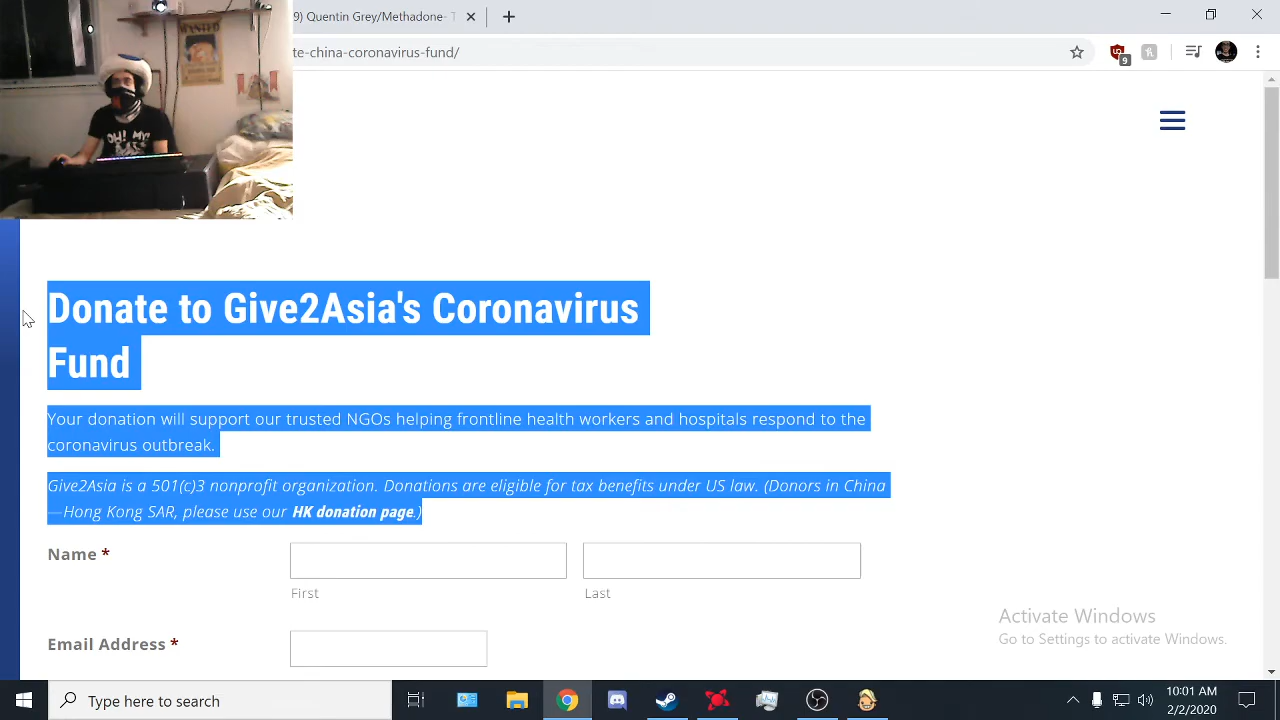 9) Quentin Grey/Methadone- T
te-china-coronavirus-fund/
9
WANTED
OH! MY!
Donate to Give2Asia's Coronavirus
Fund
Your donation will support our trusted NGOs helping frontline health workers and hospitals respond to the
coronavirus outbreak.
Give2Asia is a 501(c)3 nonprofit organization. Donations are eligible for tax benefits under US law. (Donors in China
—Hong Kong SAR, please use our HK donation page.)
Name *
First
Last
Email Address *
Activate Windows
Go to Settings to activate Windows.
Type here to search
10:01 AM
2/2/2020